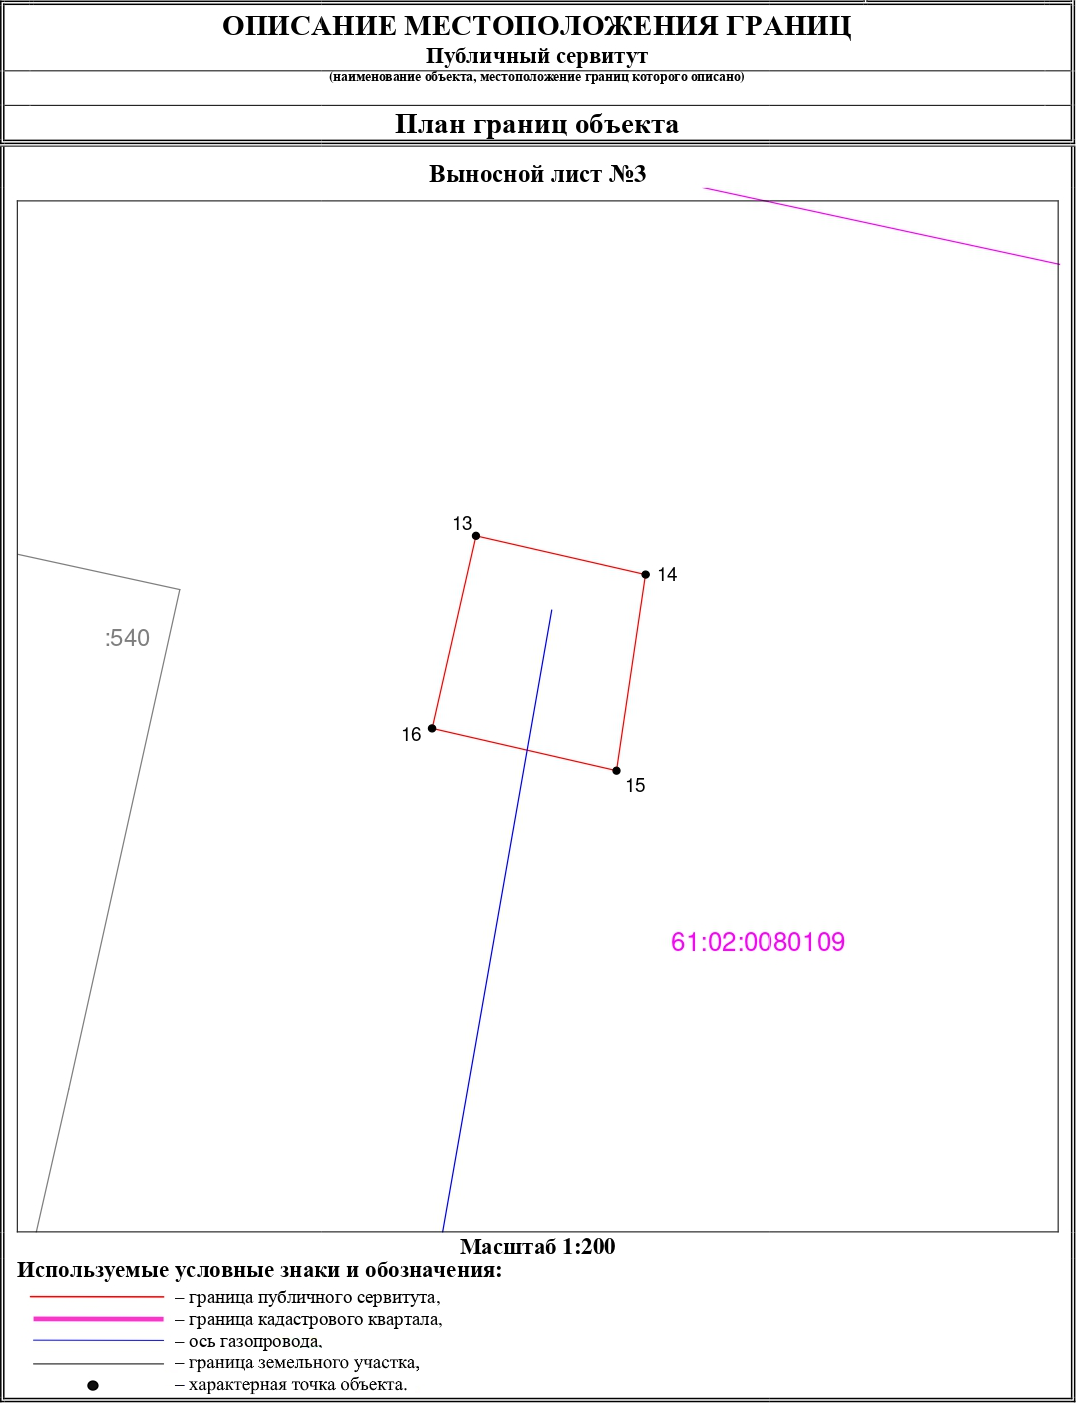 ОПИСАНИЕ МЕСТОПОЛОЖЕНИЯ ГРАНИЦ
Публичный сервитут
(наименование объекта, местоположение границ которого описано)
План границ объекта
Выносной лист №3
13
14
:540
16
15
61:02:0080109
Масштаб 1:200
Используемые условные знаки и обозначения:
– граница публичного сервитута,
– граница кадастрового квартала,
– ось газопровода,
– граница земельного участка,
– характерная точка объекта.